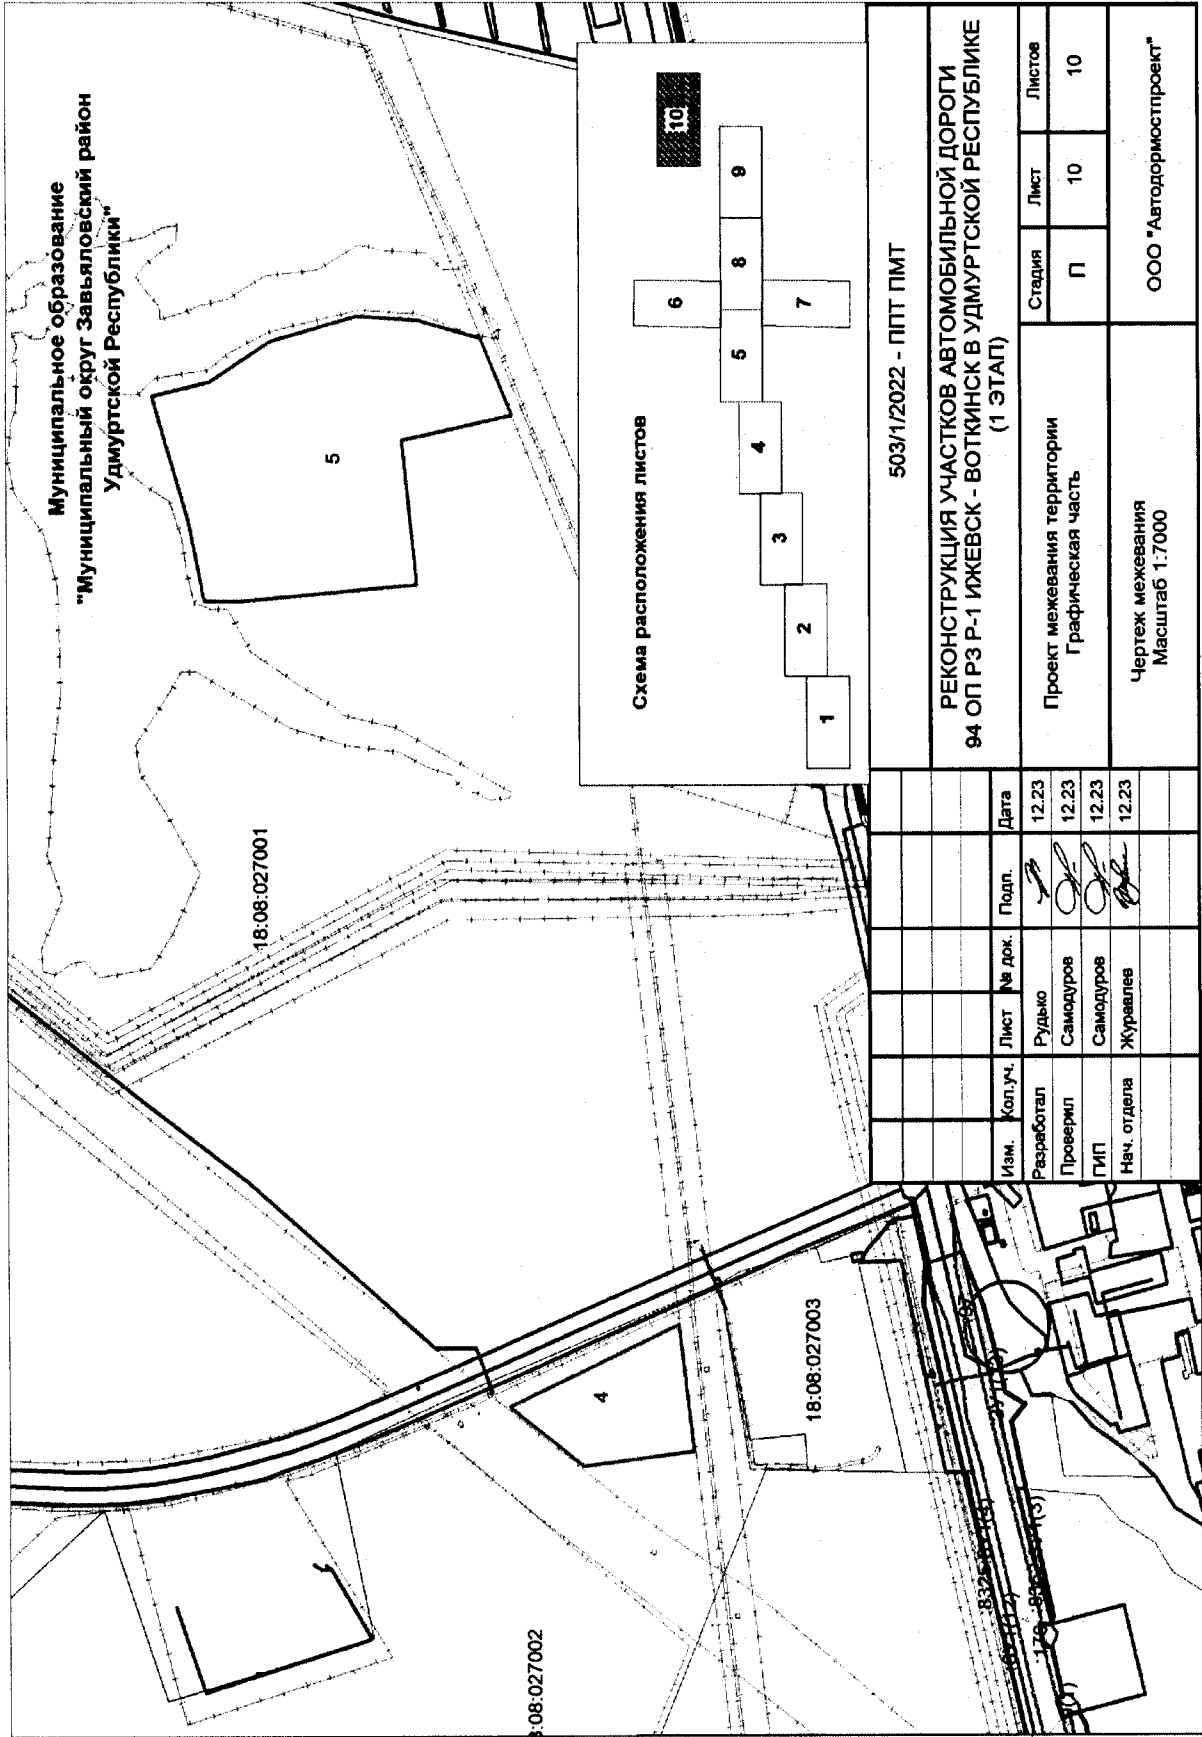 Муниципальное образование
"Муниципальный округ Завьяловский район
Удмуртской Республики"
5
18:08:027001
4
18:08:027003
:08:027002
Схема расположения листов
1
2
3
4
5
6
7
8
9
10
503/1/2022 - ППТ ПМТ
РЕКОНСТРУКЦИЯ УЧАСТКОВ АВТОМОБИЛЬНОЙ ДОРОГИ
94 ОП РЗ Р-1 ИЖЕВСК - ВОТКИНСК В УДМУРТСКОЙ РЕСПУБЛИКЕ
(1 ЭТАП)
Изм. Кол.уч. Лист № док. Подп. Дата
Разработал Рудько 12.23
Проверил Самодуров 12.23
ГИП Самодуров 12.23
Нач. отдела Журавлев 12.23
Проект межевания территории
Графическая часть
Стадия Лист Листов
П 10 10
Чертеж межевания
Масштаб 1:7000
ООО "Автодормостпроект"